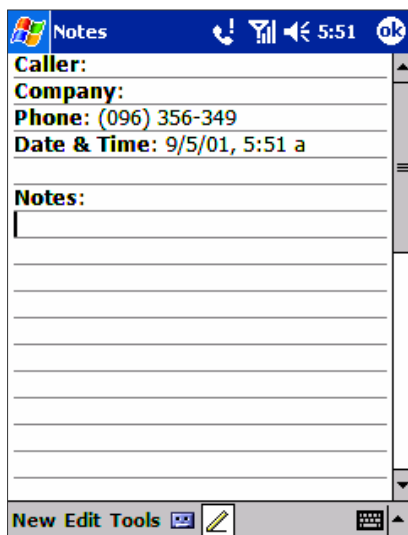 Notes 5:51 ok
Caller:
Company:
Phone: (096) 356-349
Date & Time: 9/5/01, 5:51 a
Notes:
New Edit Tools